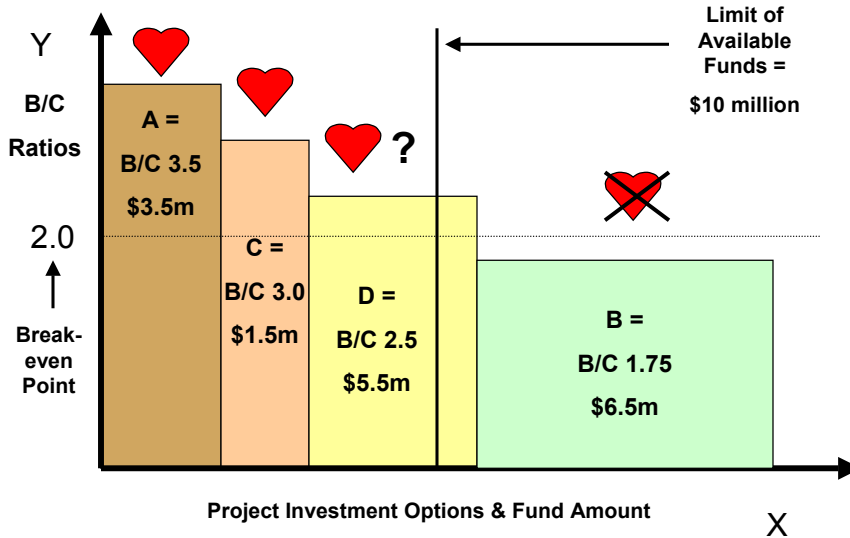 Y
B/C
Ratios
2.0
Break-
even
Point
A =
B/C 3.5
$3.5m
C =
B/C 3.0
$1.5m
?
D =
B/C 2.5
$5.5m
Limit of
Available
Funds =
$10 million
B =
B/C 1.75
$6.5m
Project Investment Options & Fund Amount
X